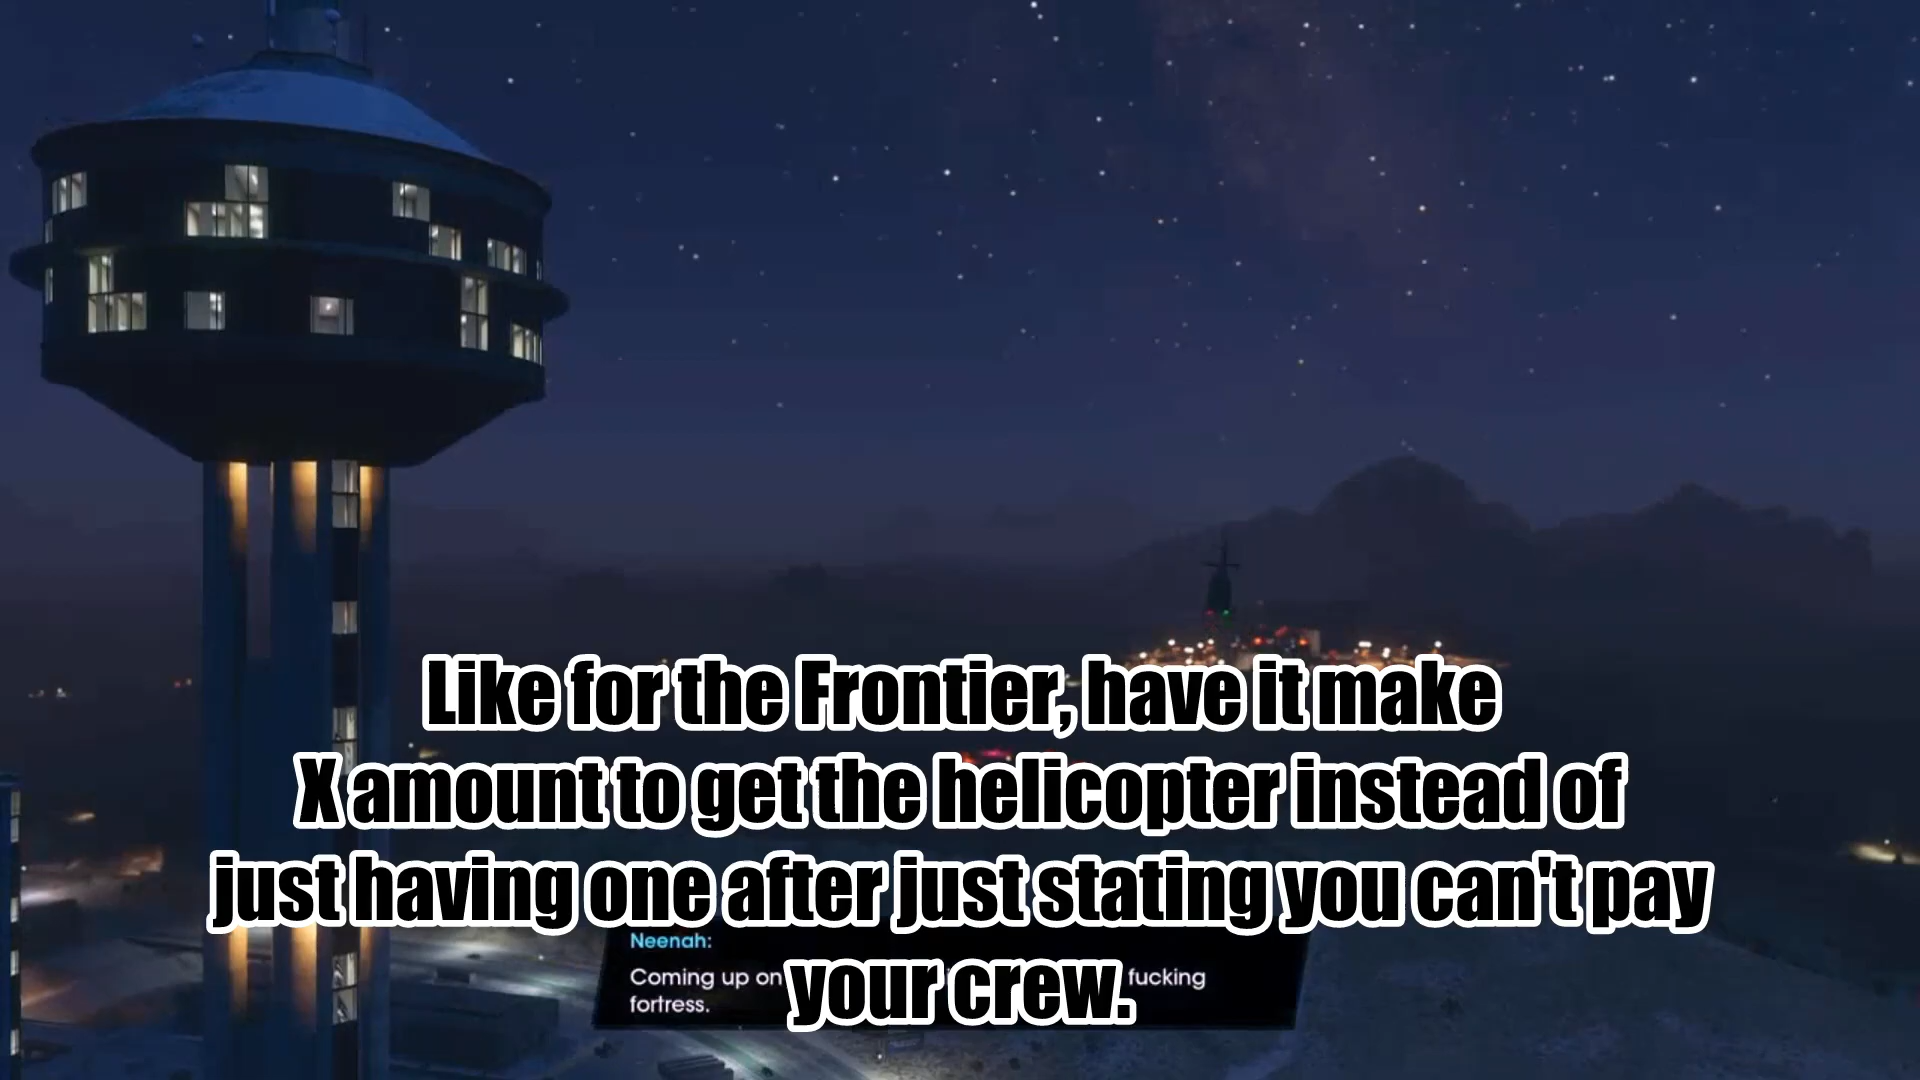 Like for the Frontier, have it make
X amount to get the helicopter instead of
just having one after just stating you can't pay
your crew.
Neenah:
Coming up on fucking
fortress.